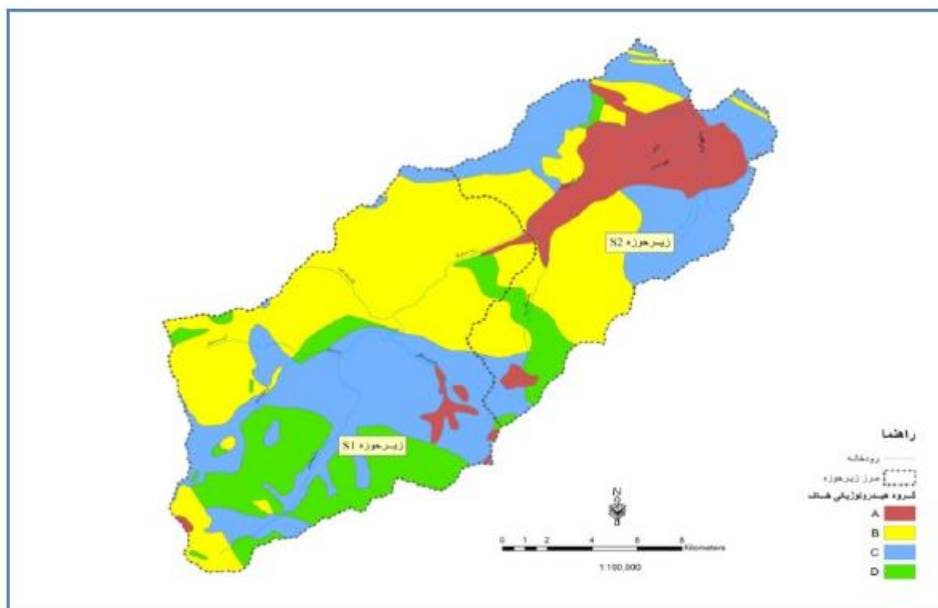 زیرحوزه S2
زیرحوزه S1
راهنما
رودخانه
مرز زیرحوزه
گروه هیدرولوژیکی خاک
A
B
C
D
N
0 1 2 4 6 8
Kilometers
1:100,000